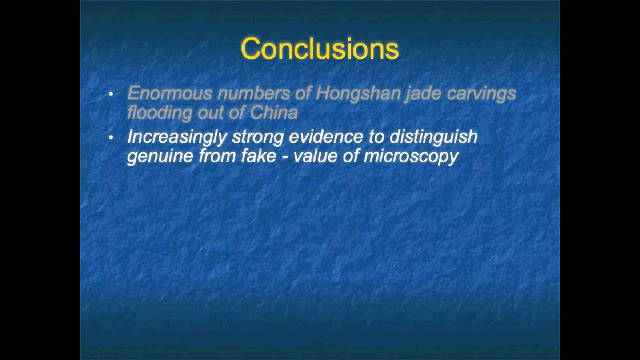 Conclusions
• Enormous numbers of Hongshan jade carvings
flooding out of China
• Increasingly strong evidence to distinguish
genuine from fake - value of microscopy